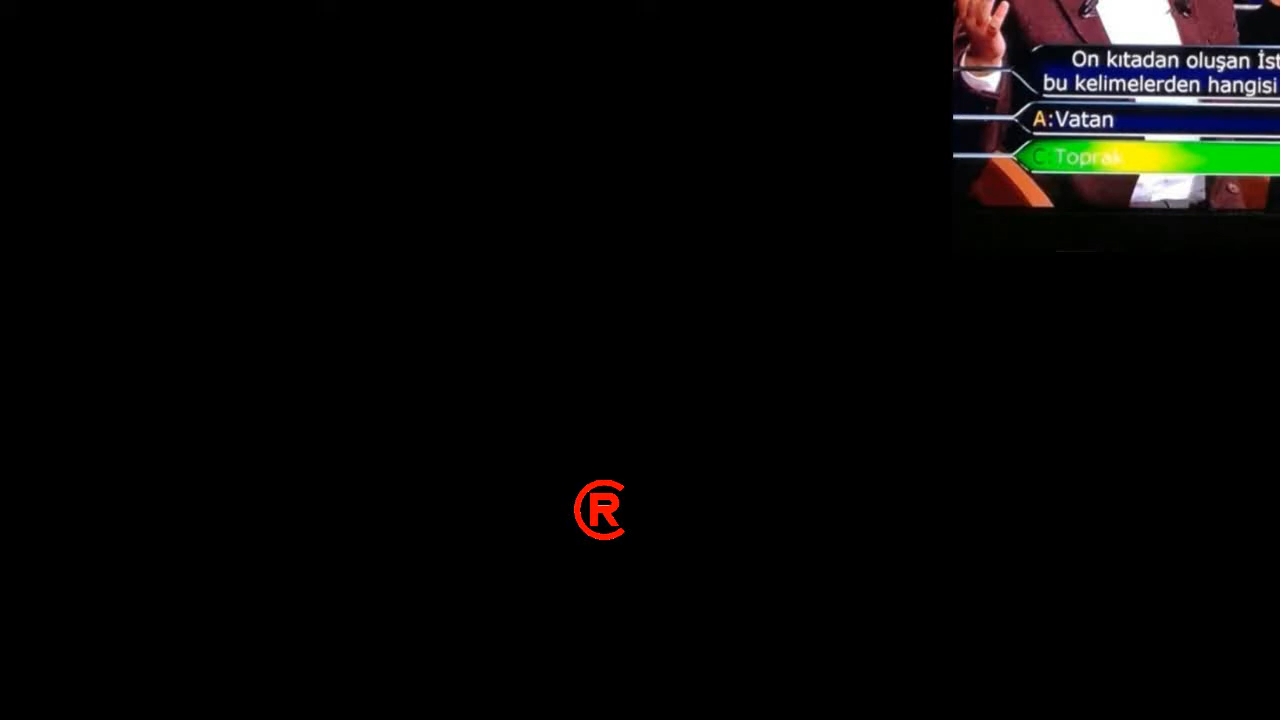 On kıtadan oluşan İst
bu kelimelerden hangisi
A:Vatan
C:Toprak
R